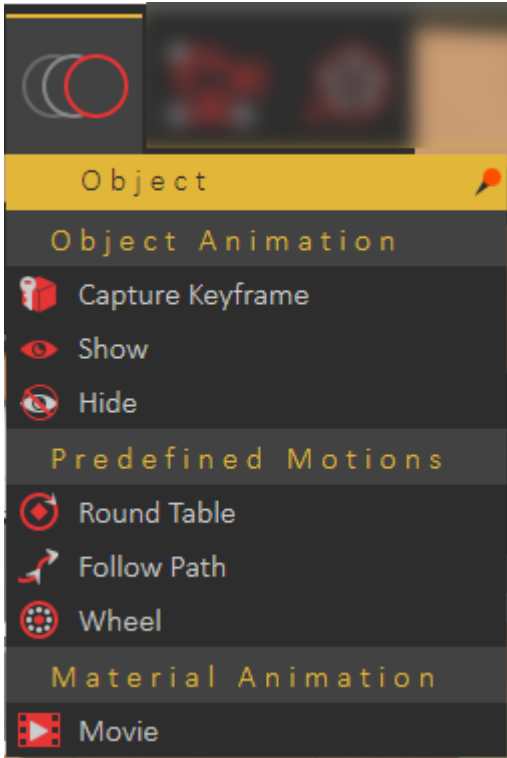 Object
Object Animation
Capture Keyframe
Show
Hide
Predefined Motions
Round Table
Follow Path
Wheel
Material Animation
Movie